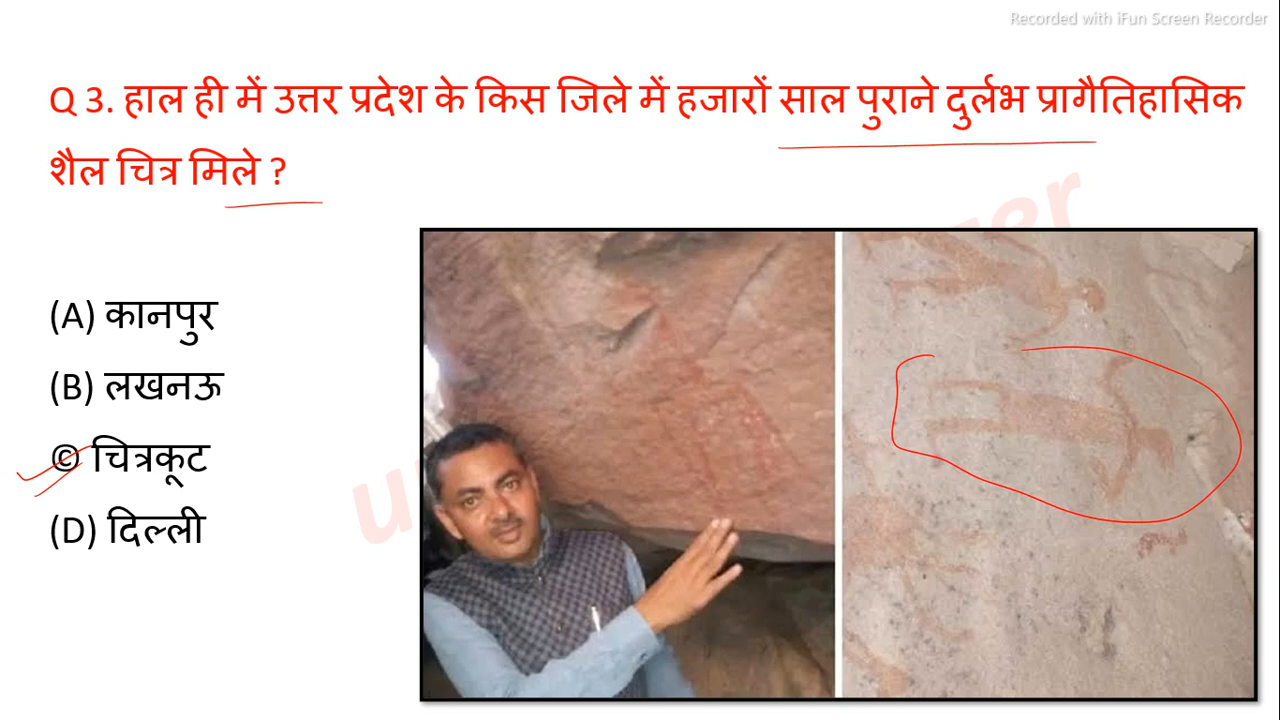 Recorded with iFun Screen Recorder
Q 3. हाल ही में उत्तर प्रदेश के किस जिले में हजारों साल पुराने दुर्लभ प्रागैतिहासिक
शैल चित्र मिले ?
(A) कानपुर
(B) लखनऊ
© चित्रकूट
(D) दिल्ली